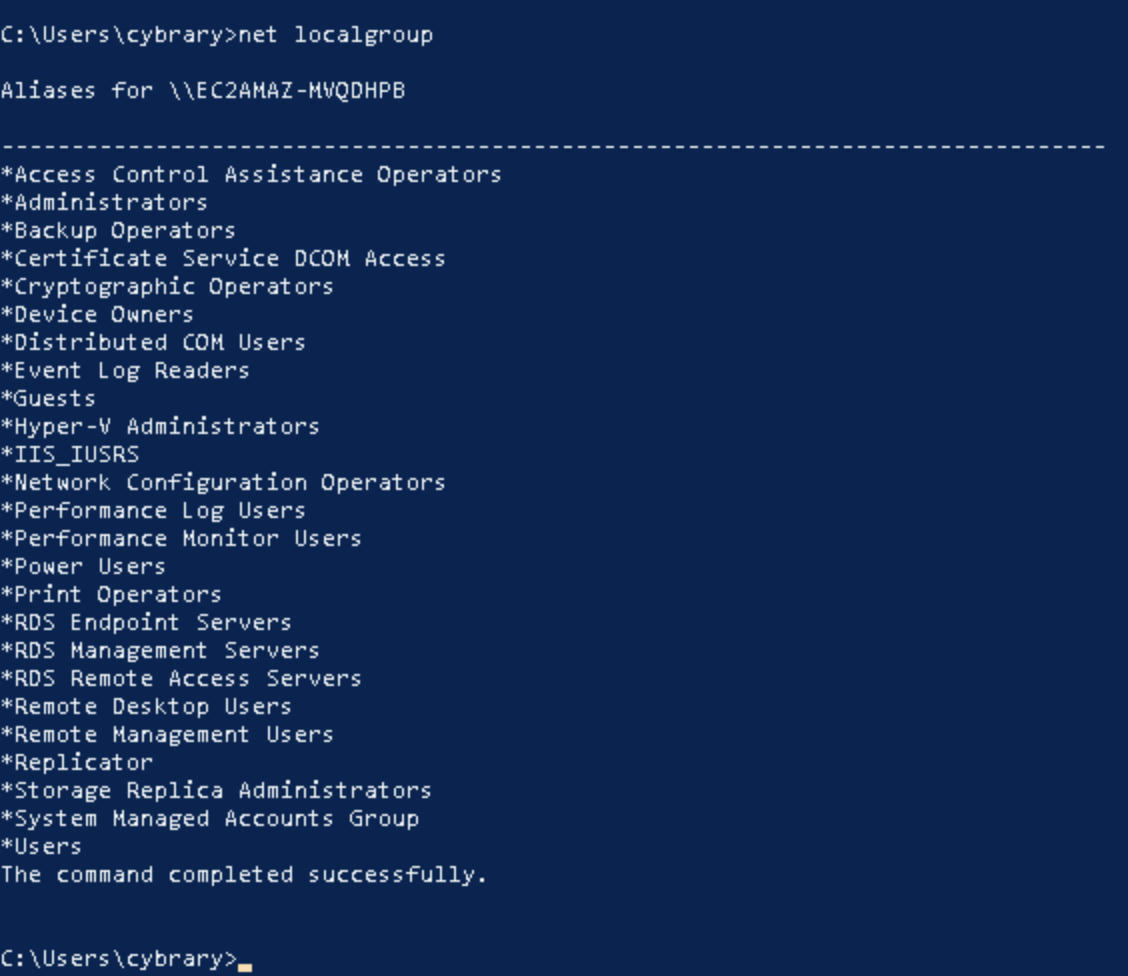 C:\Users\cybrary>net localgroup
Aliases for \\EC2AMAZ-MVQDHPB
-------------------------------------------------------------------------------
*Access Control Assistance Operators
*Administrators
*Backup Operators
*Certificate Service DCOM Access
*Cryptographic Operators
*Device Owners
*Distributed COM Users
*Event Log Readers
*Guests
*Hyper-V Administrators
*IIS_IUSRS
*Network Configuration Operators
*Performance Log Users
*Performance Monitor Users
*Power Users
*Print Operators
*RDS Endpoint Servers
*RDS Management Servers
*RDS Remote Access Servers
*Remote Desktop Users
*Remote Management Users
*Replicator
*Storage Replica Administrators
*System Managed Accounts Group
*Users
The command completed successfully.
C:\Users\cybrary>